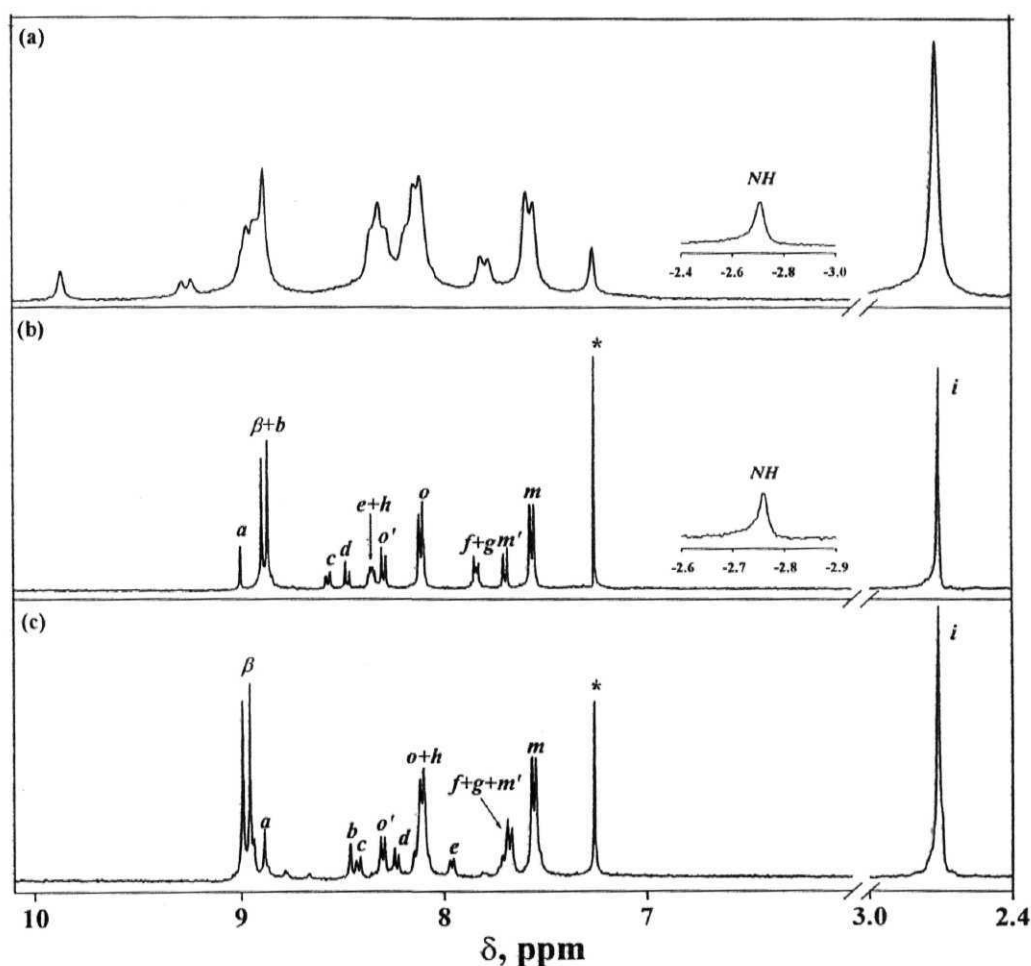 (a)
NH
-2.4 -2.6 -2.8 -3.0
(b)
*
i
β+b
NH
e+h
o
m
a
c
d
o'
f+g
m'
-2.6 -2.7 -2.8 -2.9
(c)
i
β
*
m
o+h
f+g+m'
a
b
c
o'
d
e
10 9 8 7 3.0 2.4
δ, ppm